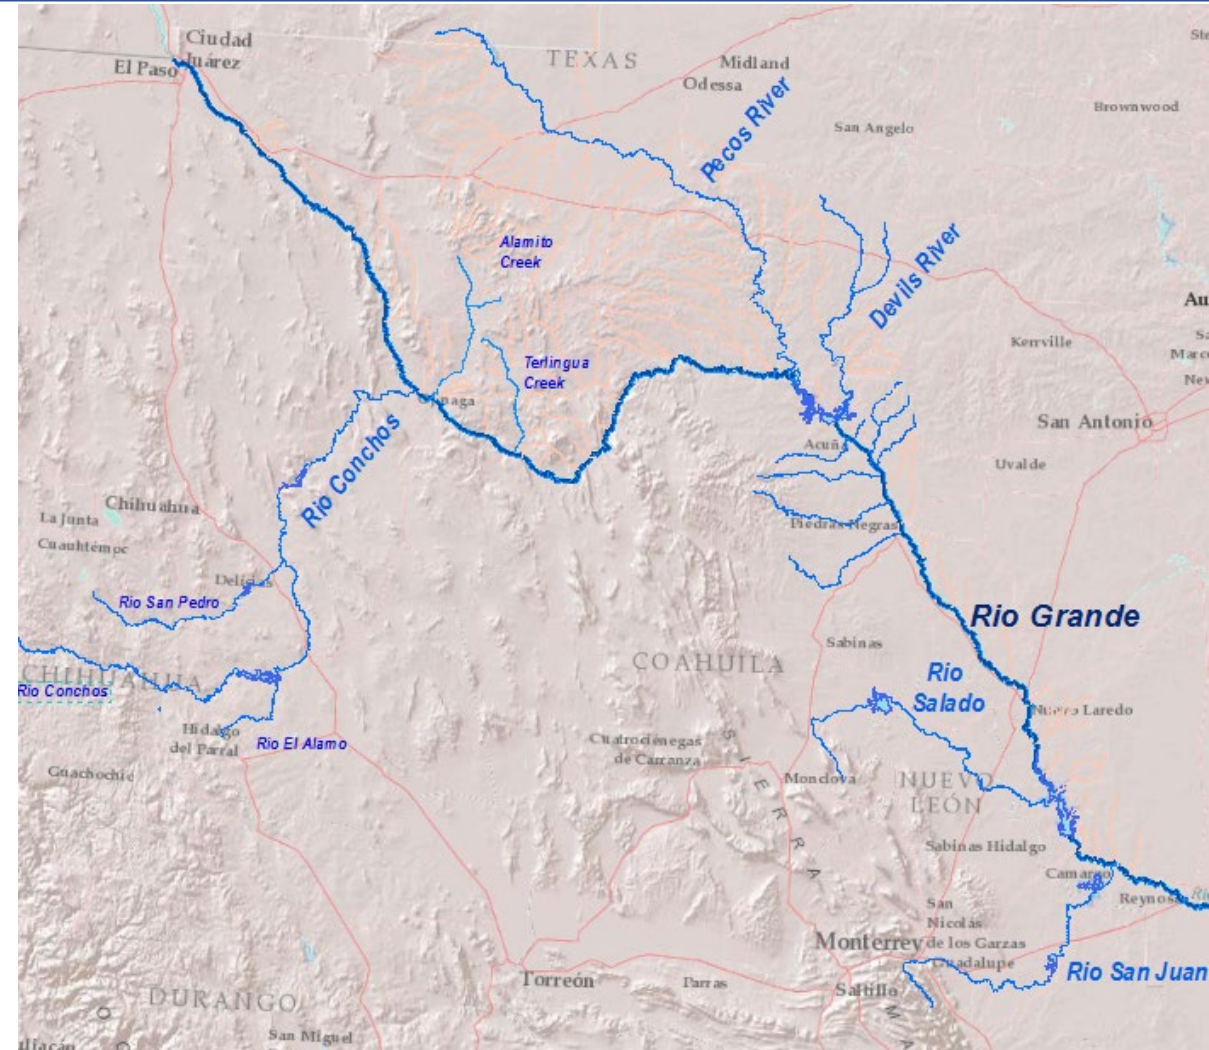 Ciudad
Juárez
El Paso
TEXAS
Midland
Odessa
Brownwood
San Angelo
Pecos River
Alamito
Creek
Devils River
Terlingua
Creek
Kerrville
San Antonio
Uvalde
Rio Conchos
Chihuahua
La Junta
Cuauhtémoc
Piedras Negras
Delicias
Rio San Pedro
Rio Grande
Sabinas
COAHUILA
CHIHUAHUA
Rio Conchos
Rio
Salado
Nuevo Laredo
Hidalgo
del Parral
Rio El Alamo
Cuatrociénegas
de Carranza
Guachochic
SIERRA
Monclova
NUEVO
LEÓN
Sabinas Hidalgo
Camargo
Reynosa
San
Nicolás
Monterrey de los Garzas
Guadalupe
Rio San Juan
Torreón
Parras
Saltillo
DURANGO
San Miguel